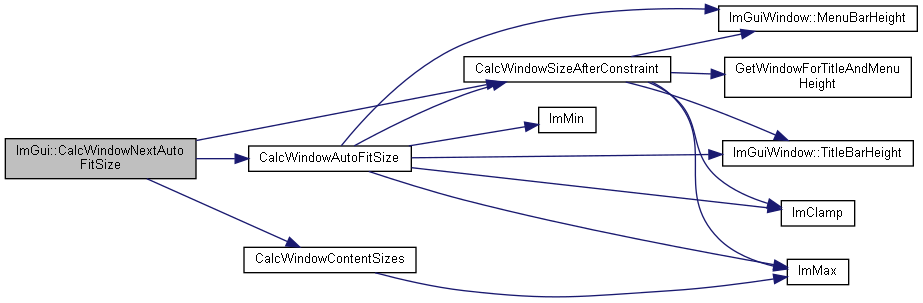 ImGuiWindow::MenuBarHeight
CalcWindowSizeAfterConstraint
GetWindowForTitleAndMenu
Height
ImMin
ImGui::CalcWindowNextAuto
FitSize
CalcWindowAutoFitSize
ImGuiWindow::TitleBarHeight
ImClamp
CalcWindowContentSizes
ImMax